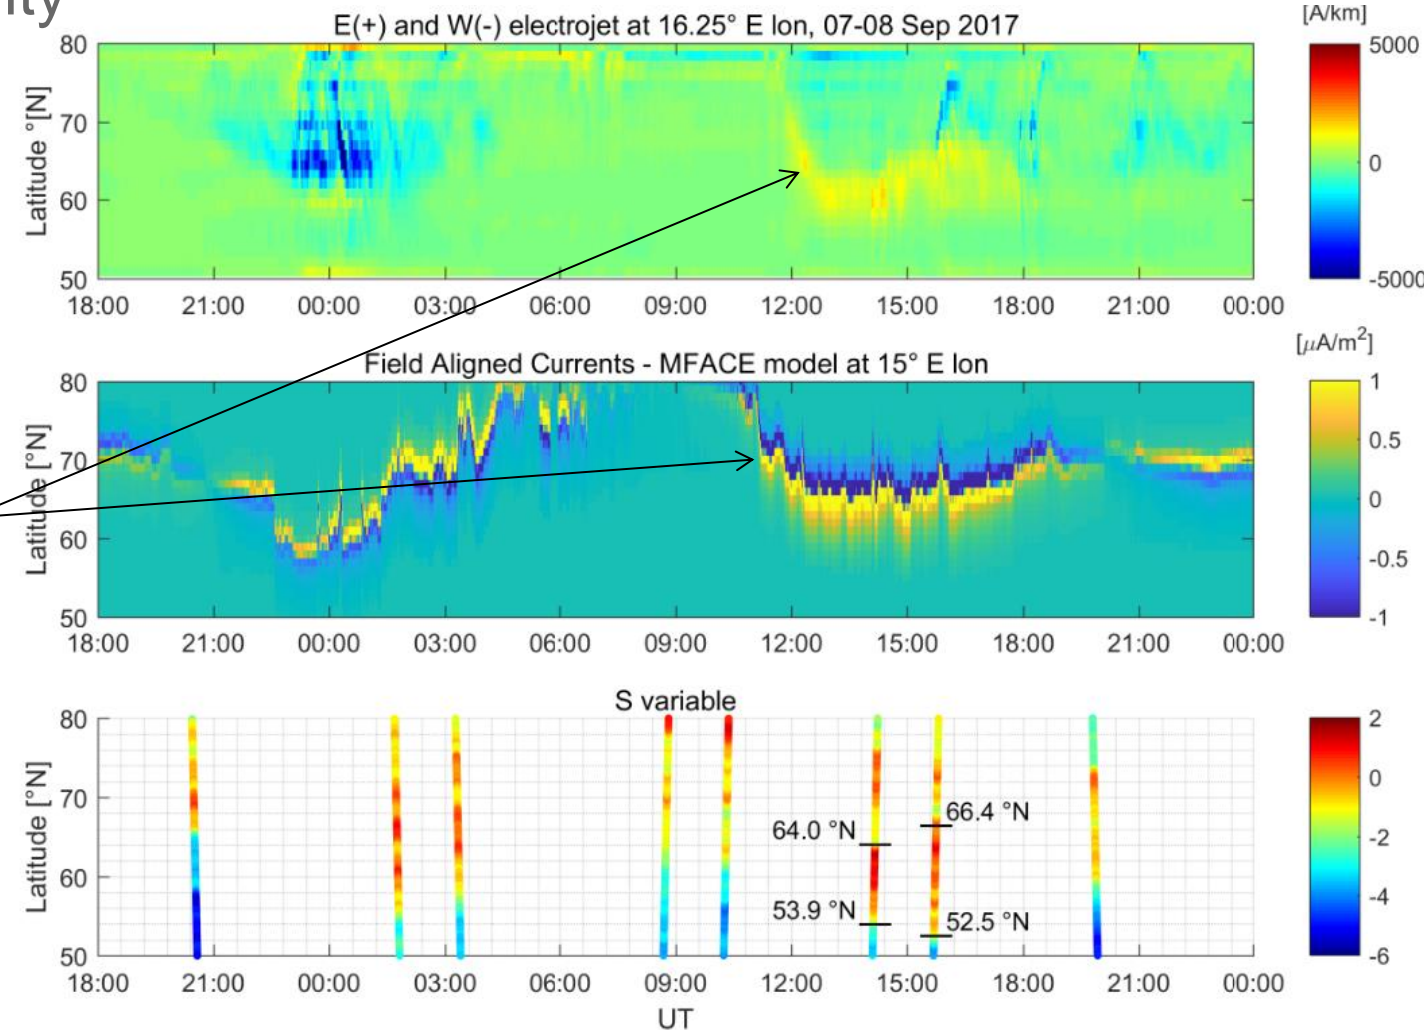 E(+) and W(-) electrojet at 16.25° E lon, 07-08 Sep 2017
[A/km]
Latitude °[N]
80
70
60
50
18:00 21:00 00:00 03:00 06:00 09:00 12:00 15:00 18:00 21:00 00:00
5000
0
-5000
Field Aligned Currents - MFACE model at 15° E lon
[μA/m²]
Latitude [°N]
80
70
60
50
18:00 21:00 00:00 03:00 06:00 09:00 12:00 15:00 18:00 21:00 00:00
1
0.5
0
-0.5
-1
S variable
Latitude [°N]
80
70
60
50
64.0 °N
66.4 °N
53.9 °N
52.5 °N
18:00 21:00 00:00 03:00 06:00 09:00 12:00 15:00 18:00 21:00 00:00
UT
2
0
-2
-4
-6